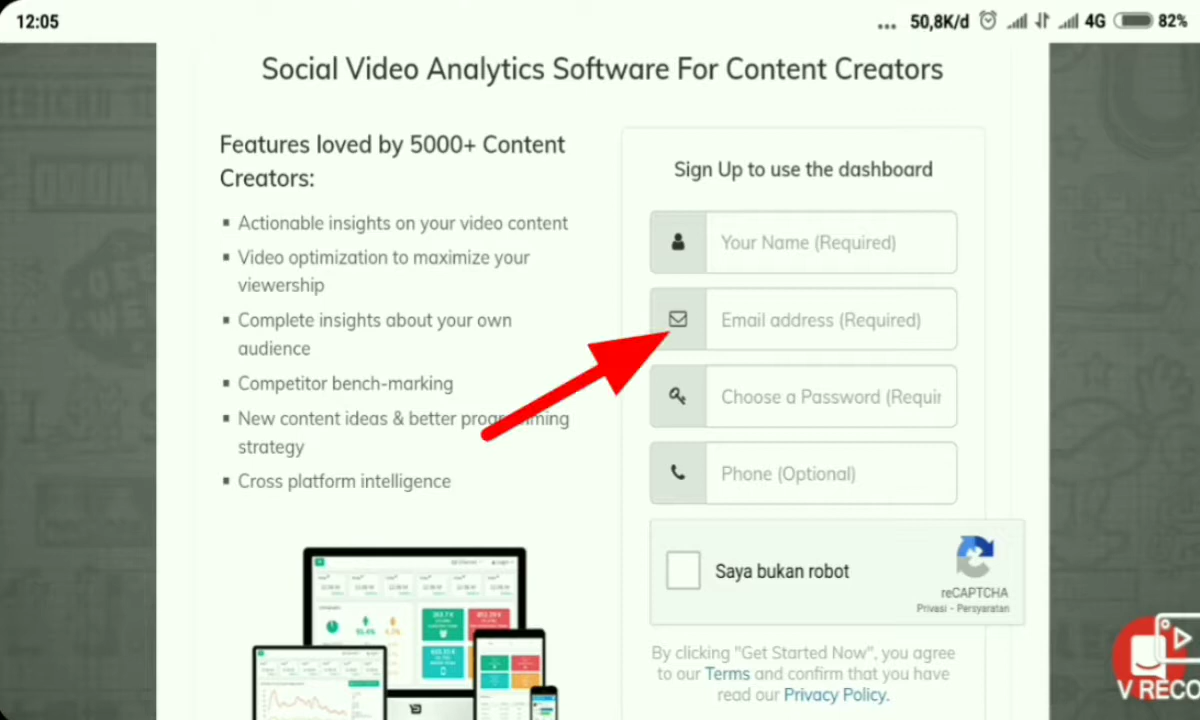 12:05
... 50,8K/d 4G 82%
Social Video Analytics Software For Content Creators
Features loved by 5000+ Content
Creators:
Actionable insights on your video content
Video optimization to maximize your
viewership
Complete insights about your own
audience
Competitor bench-marking
New content ideas & better programming
strategy
Cross platform intelligence
Sign Up to use the dashboard
Your Name (Required)
Email address (Required)
Choose a Password (Requir
Phone (Optional)
Saya bukan robot
reCAPTCHA
Privasi - Persyaratan
By clicking "Get Started Now", you agree
to our Terms and confirm that you have
read our Privacy Policy.
V RECO